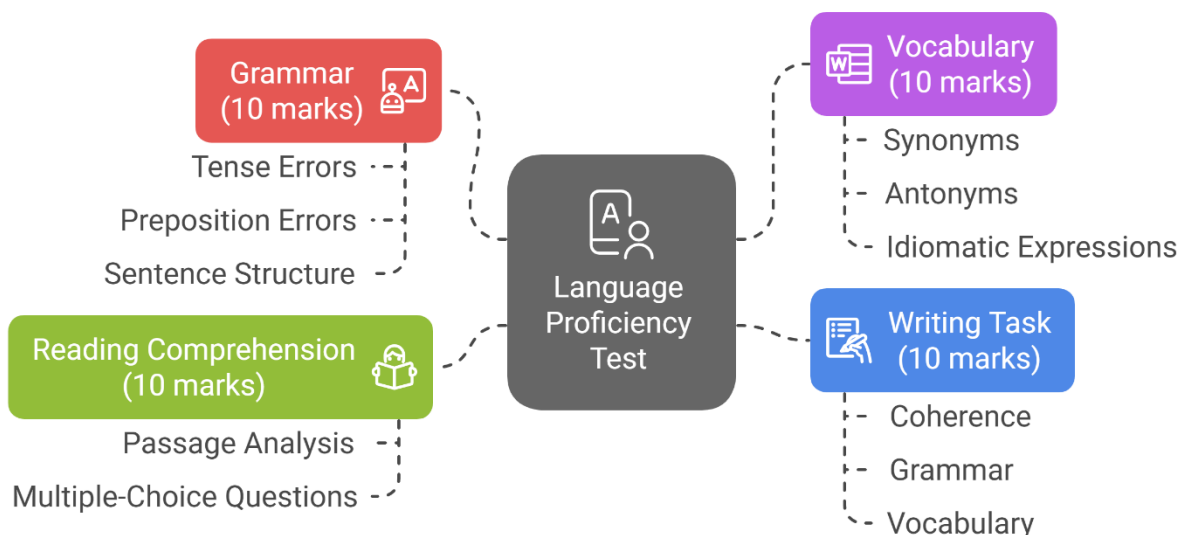 Grammar
(10 marks)
Tense Errors
Preposition Errors
Sentence Structure
Reading Comprehension
(10 marks)
Passage Analysis
Multiple-Choice Questions
A
Language
Proficiency
Test
W
Vocabulary
(10 marks)
Synonyms
Antonyms
Idiomatic Expressions
Writing Task
(10 marks)
Coherence
Grammar
Vocabulary